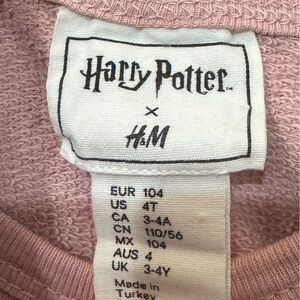 Harry Potter™
×
H&M
EUR 104
US 4T
CA 3-4A
CN 110/56
MX 104
AUS 4
UK 3-4Y
Made in
Turkey